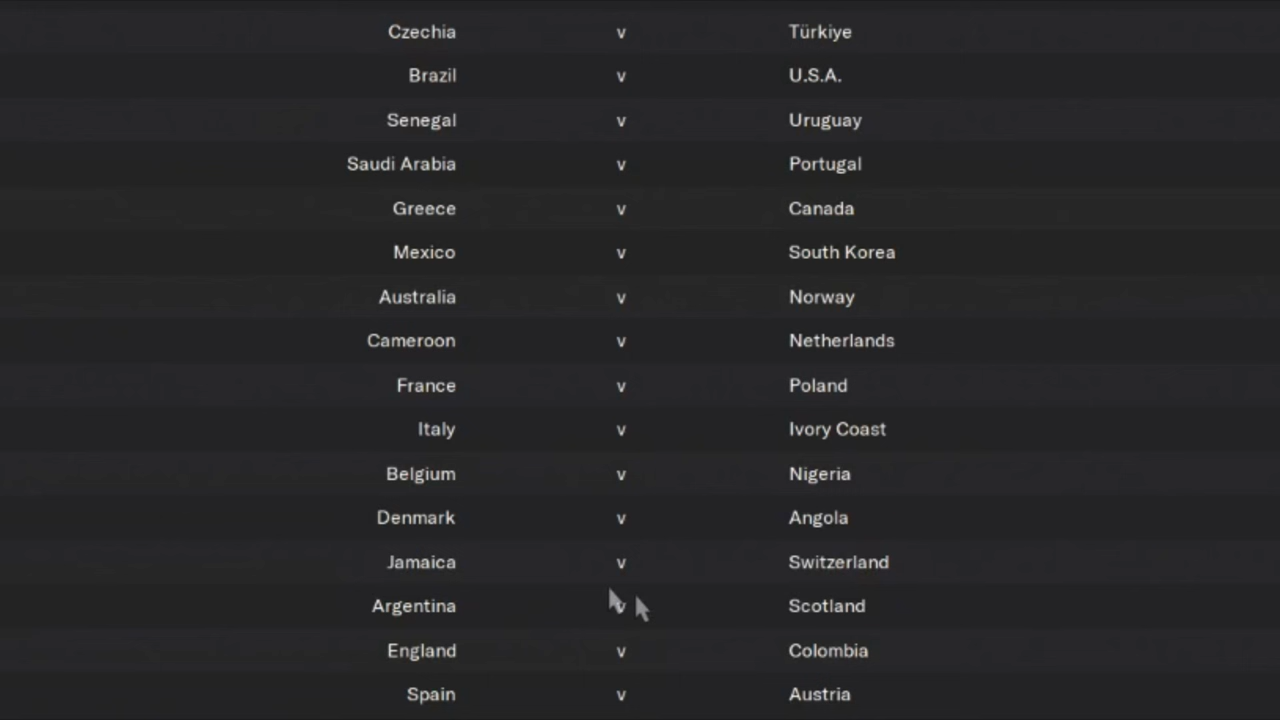 Czechia v Türkiye
Brazil v U.S.A.
Senegal v Uruguay
Saudi Arabia v Portugal
Greece v Canada
Mexico v South Korea
Australia v Norway
Cameroon v Netherlands
France v Poland
Italy v Ivory Coast
Belgium v Nigeria
Denmark v Angola
Jamaica v Switzerland
Argentina v Scotland
England v Colombia
Spain v Austria